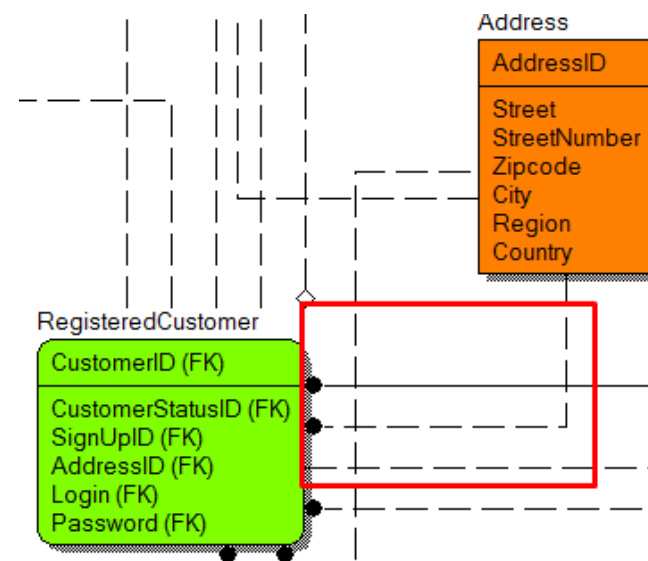 Address
AddressID
Street
StreetNumber
Zipcode
City
Region
Country
RegisteredCustomer
CustomerID (FK)
CustomerStatusID (FK)
SignUpID (FK)
AddressID (FK)
Login (FK)
Password (FK)